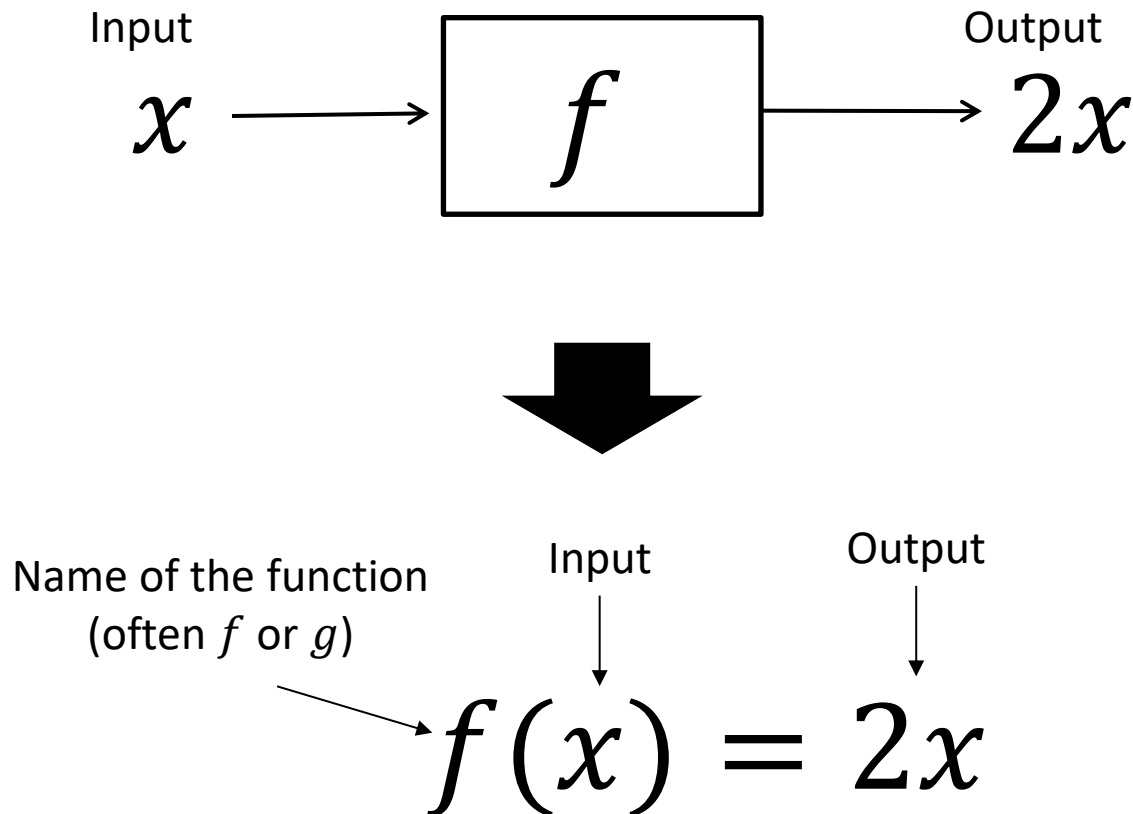 Input
Output
x
f
2x
Input
Output
Name of the function
(often f or g)
f(x) = 2x